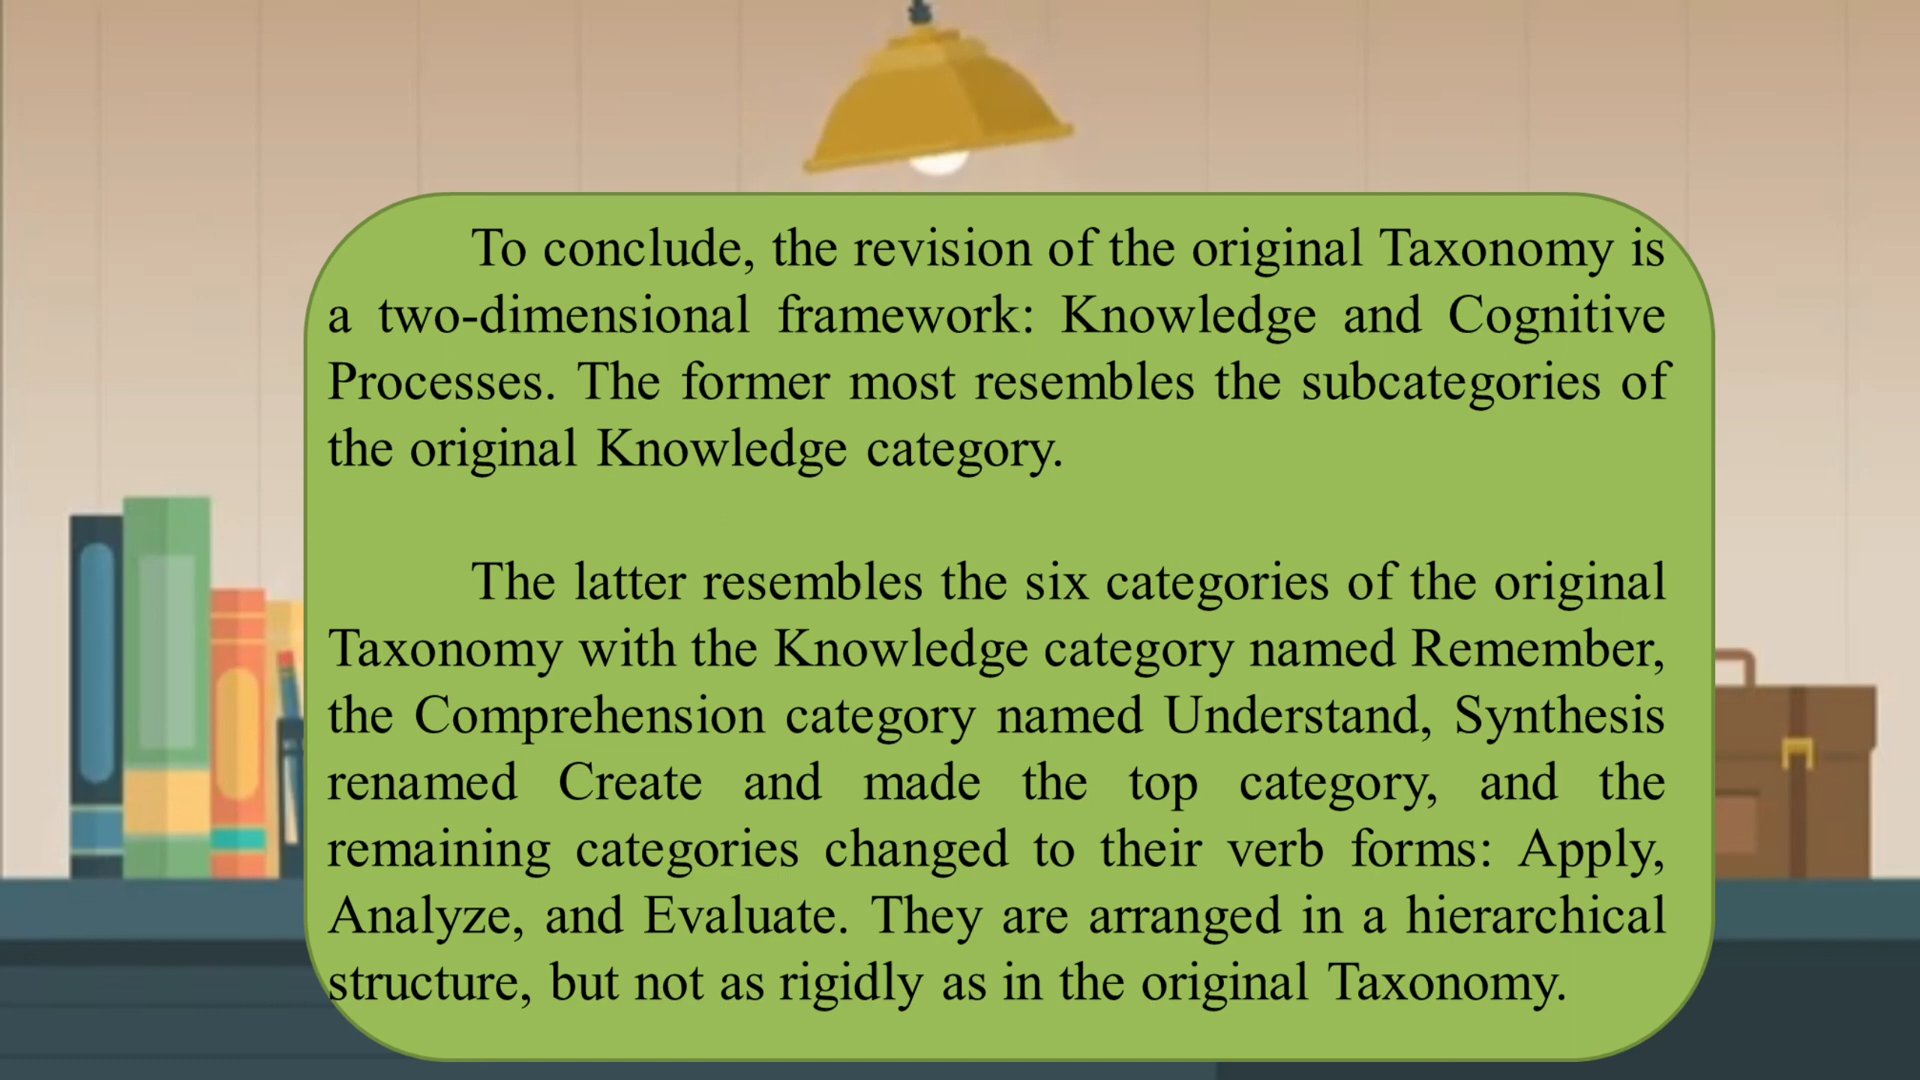 To conclude, the revision of the original Taxonomy is
a two-dimensional framework: Knowledge and Cognitive
Processes. The former most resembles the subcategories of
the original Knowledge category.
The latter resembles the six categories of the original
Taxonomy with the Knowledge category named Remember,
the Comprehension category named Understand, Synthesis
renamed Create and made the top category, and the
remaining categories changed to their verb forms: Apply,
Analyze, and Evaluate. They are arranged in a hierarchical
structure, but not as rigidly as in the original Taxonomy.